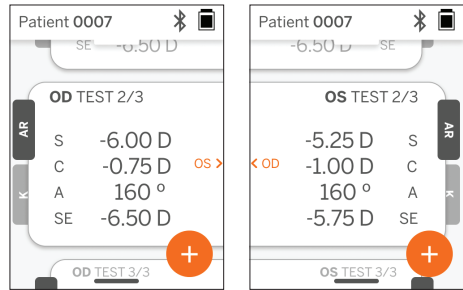 Patient 0007
SE -6.50 D
OD TEST 2/3
AR
K
S -6.00 D
C -0.75 D
A 160 º
SE -6.50 D
OS >
+
OD TEST 3/3
Patient 0007
-6.50 D SE
OS TEST 2/3
AR
K
< OD
-5.25 D S
-1.00 D C
160 º A
-5.75 D SE
+
OS TEST 3/3